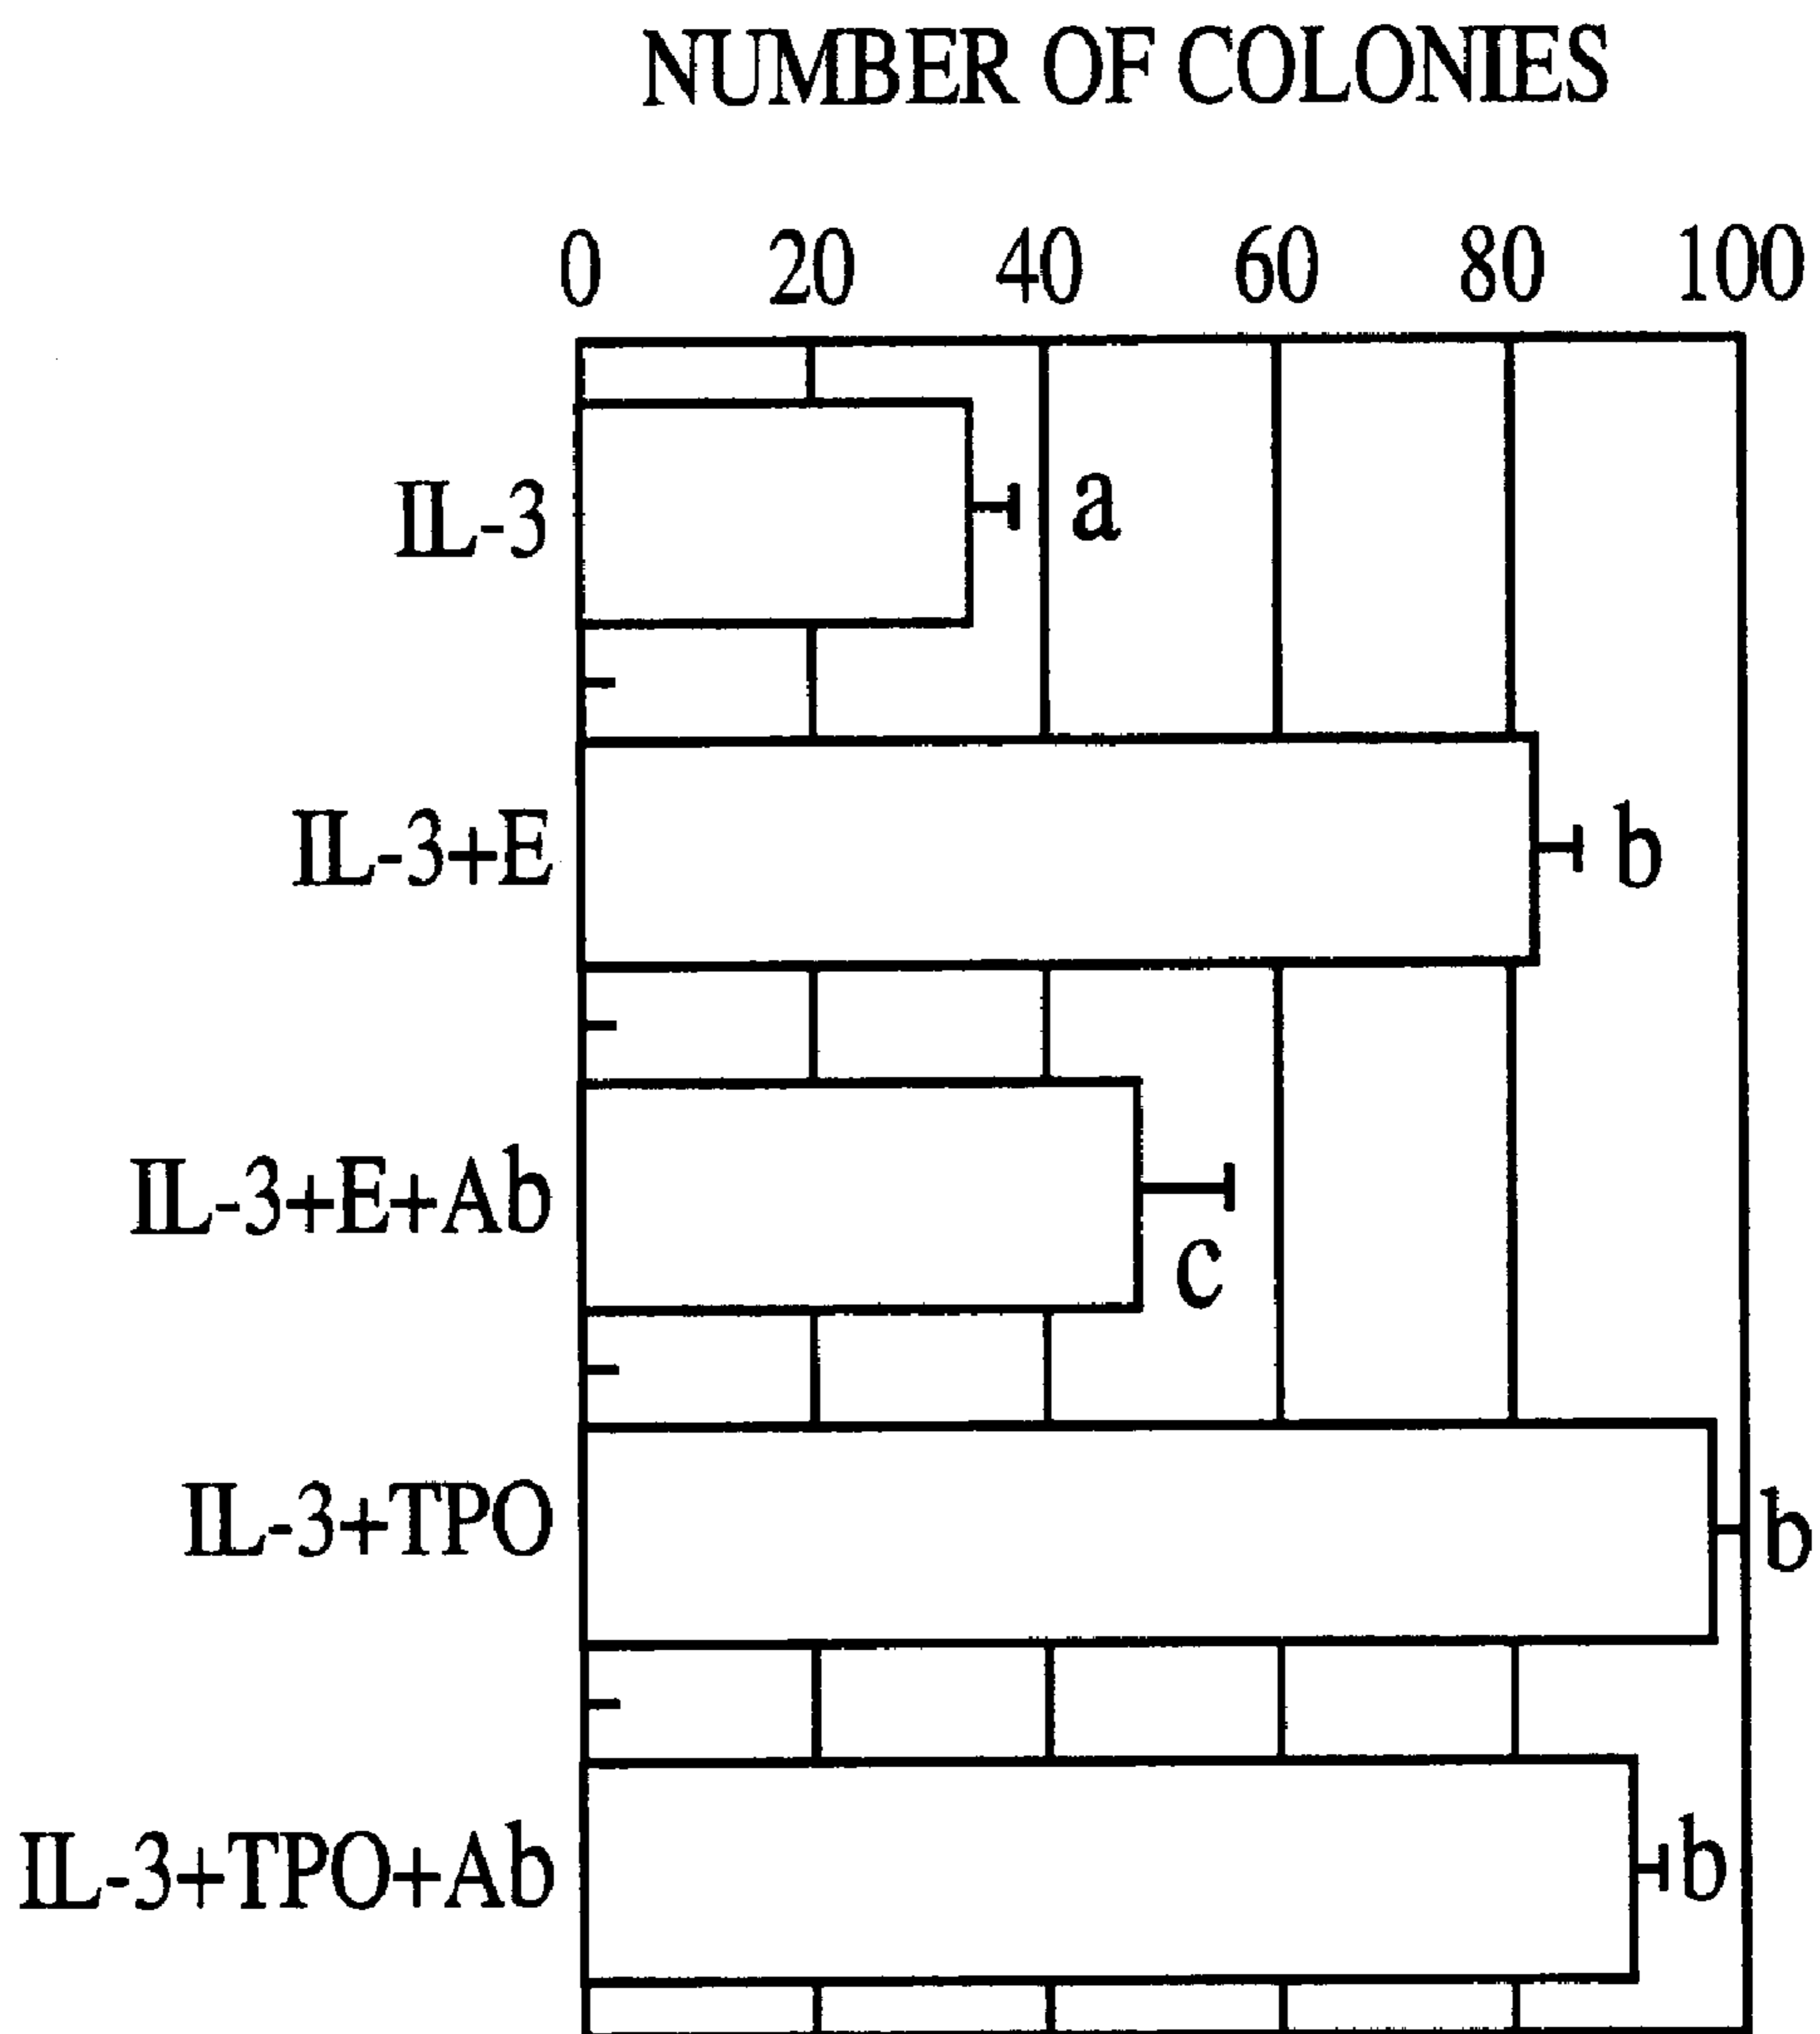 NUMBER OF COLONIES
0 20 40 60 80 100
IL-3 a
IL-3+E b
IL-3+E+Ab
c
IL-3+TPO b
IL-3+TPO+Ab b